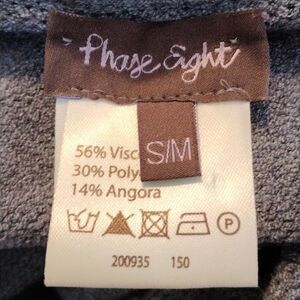 Phase Eight
S/M
56% Visc
30% Poly
14% Angora
P
200935 150